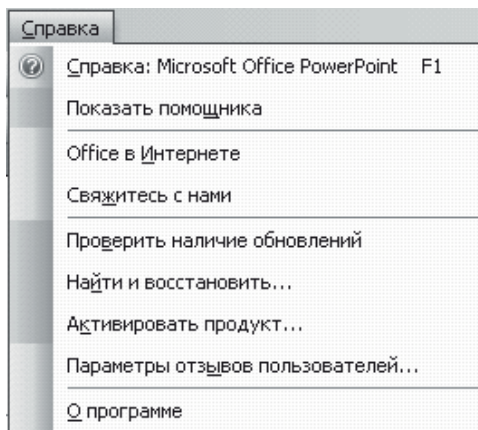 Справка
Справка: Microsoft Office PowerPoint F1
Показать помощника
Office в Интернете
Свяжитесь с нами
Проверить наличие обновлений
Найти и восстановить...
Активировать продукт...
Параметры отзывов пользователей...
О программе